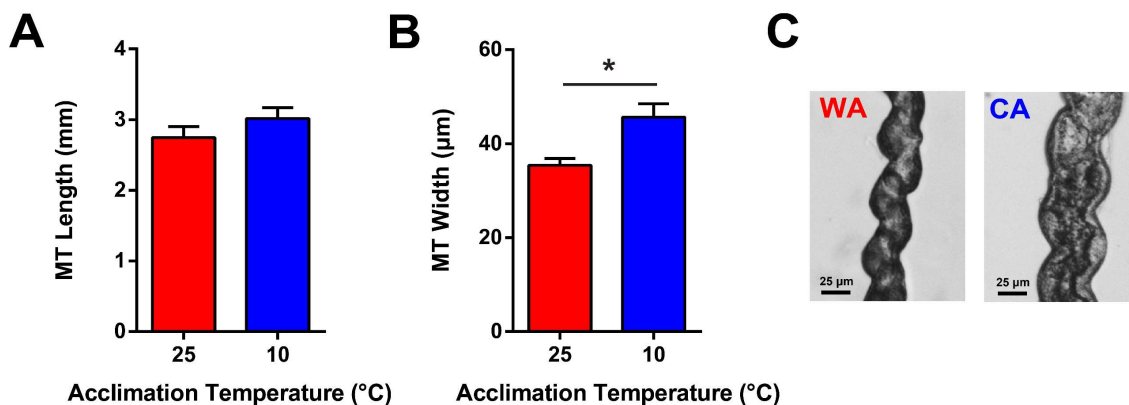 A
MT Length (mm)
4
3
2
1
0
25 10
Acclimation Temperature (°C)
B
MT Width (µm)
60
40
20
0
*
25 10
Acclimation Temperature (°C)
C
WA
25 µm
CA
25 µm